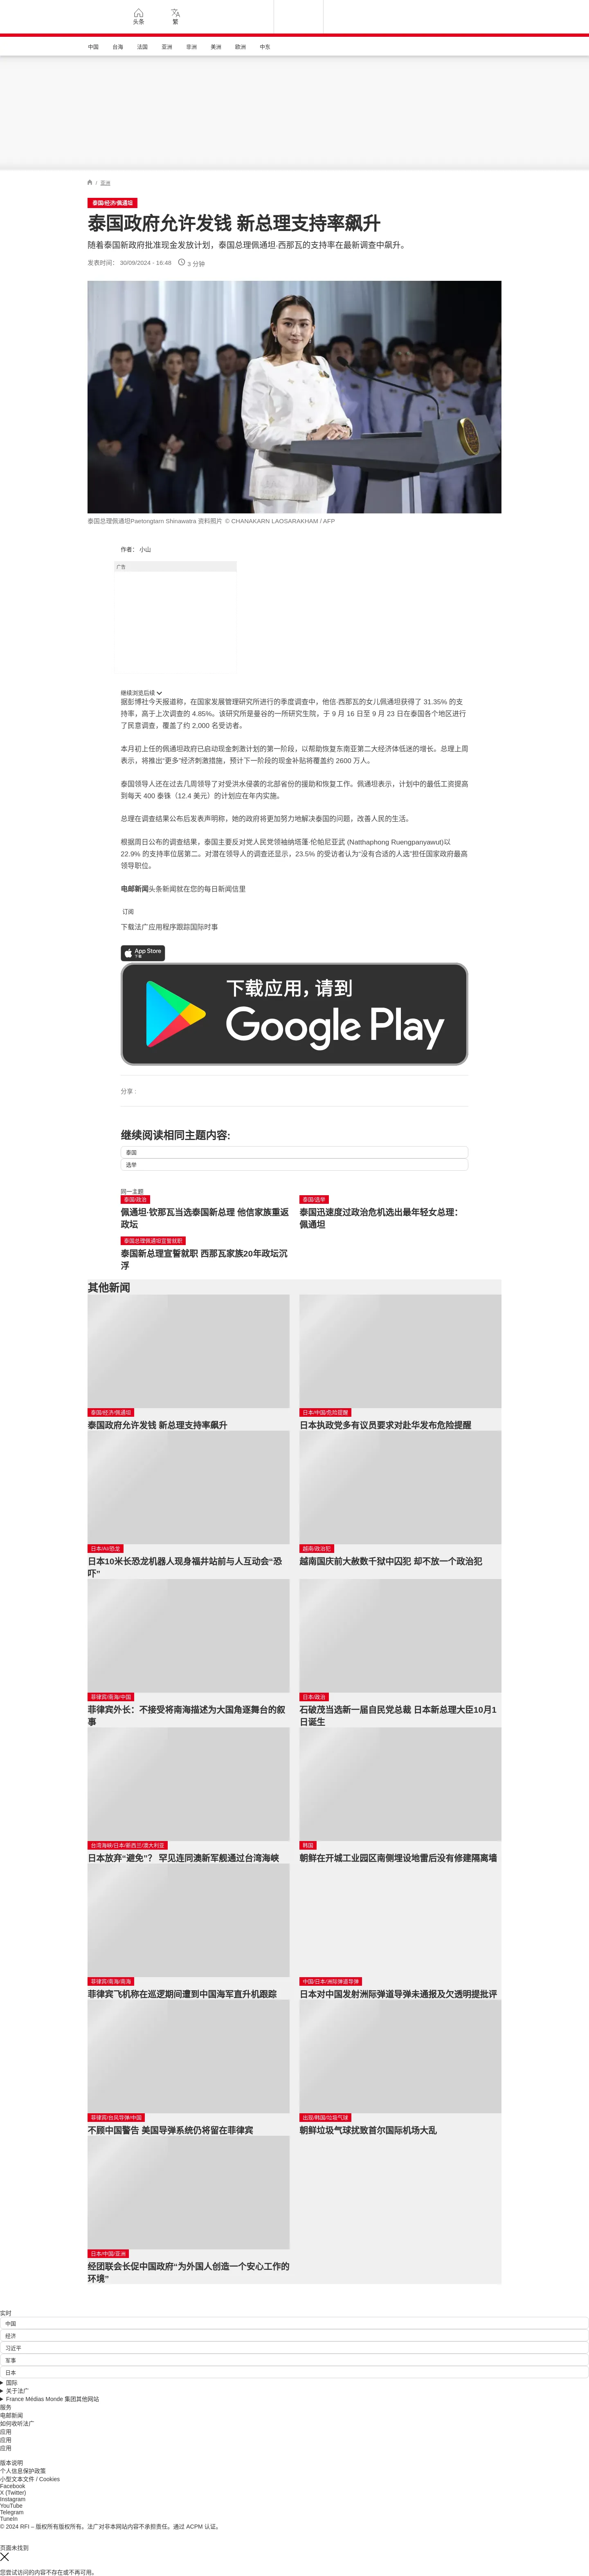 头条
繁
中国 台海 法国 亚洲 非洲 美洲 欧洲 中东
/ 亚洲
泰国/经济/佩通坦
泰国政府允许发钱 新总理支持率飙升
随着泰国新政府批准现金发放计划，泰国总理佩通坦·西那瓦的支持率在最新调查中飙升。
发表时间： 30/09/2024 - 16:48 3 分钟
泰国总理佩通坦Paelongtarn Shinawatra 资料照片 © CHANAKARN LAOSARAKHAM / AFP
作者： 小山
广告
继续浏览后续
据彭博社今天报道称，在国家发展管理研究所进行的季度调查中，他信·西那瓦的女儿佩通坦获得了 31.35% 的支
持率，高于上次调查的 4.85%。该研究所是曼谷的一所研究生院，于 9 月 16 日至 9 月 23 日在泰国各个地区进行
了民意调查，覆盖了约 2,000 名受访者。
本月初上任的佩通坦政府已启动现金刺激计划的第一阶段，以帮助恢复东南亚第二大经济体低迷的增长。总理上周
表示，将推出“更多”经济刺激措施，预计下一阶段的现金补贴将覆盖约 2600 万人。
泰国领导人还在过去几周领导了对受洪水侵袭的北部省份的援助和恢复工作。佩通坦表示，计划中的最低工资提高
到每天 400 泰铢（12.4 美元）的计划应在年内实施。
总理在调查结果公布后发表声明称，她的政府将更加努力地解决泰国的问题，改善人民的生活。
根据周日公布的调查结果，泰国主要反对党人民党领袖纳塔蓬·伦帕尼亚武 (Natthaphong Ruengpanyawut)以
22.9% 的支持率位居第二。对潜在领导人的调查还显示，23.5% 的受访者认为“没有合适的人选”担任国家政府最高
领导职位。
电邮新闻头条新闻就在您的每日新闻信里
订阅
下载法广应用程序跟踪国际时事
App Store
下载
下载应用，请到
Google Play
分享 :
继续阅读相同主题内容:
泰国
选举
同一主题
泰国/政治
佩通坦·钦那瓦当选泰国新总理 他信家族重返
政坛
泰国/选举
泰国迅速度过政治危机选出最年轻女总理：
佩通坦
泰国总理佩通坦宣誓就职
泰国新总理宣誓就职 西那瓦家族20年政坛沉
浮
其他新闻
泰国/经济/佩通坦
泰国政府允许发钱 新总理支持率飙升
日本/中国/危险提醒
日本执政党多有议员要求对赴华发布危险提醒
日本/AI/恐龙
日本10米长恐龙机器人现身福井站前与人互动会“恐
吓”
越南/政治犯
越南国庆前大赦数千狱中囚犯 却不放一个政治犯
菲律宾/南海/中国
菲律宾外长：不接受将南海描述为大国角逐舞台的叙
事
日本/政治
石破茂当选新一届自民党总裁 日本新总理大臣10月1
日诞生
台湾海峡/日本/新西兰/澳大利亚
日本放弃“避免”？ 罕见连同澳新军舰通过台湾海峡
韩国
朝鲜在开城工业园区南侧埋设地雷后没有修建隔离墙
菲律宾/南海/南海
菲律宾飞机称在巡逻期间遭到中国海军直升机跟踪
中国/日本/洲际弹道导弹
日本对中国发射洲际弹道导弹未通报及欠透明提批评
菲律宾/台风导弹/中国
不顾中国警告 美国导弹系统仍将留在菲律宾
出现/韩国/垃圾气球
朝鲜垃圾气球扰致首尔国际机场大乱
日本/中国/亚洲
经团联会长促中国政府“为外国人创造一个安心工作的
环境”
实时
中国
经济
习近平
军事
日本
国际
关于法广
France Médias Monde 集团其他网站
服务
电邮新闻
如何收听法广
应用
应用
应用
版本说明
个人信息保护政策
小型文本文件 / Cookies
Facebook
X (Twitter)
Instagram
YouTube
Telegram
TuneIn
© 2024 RFI – 版权所有版权所有。法广对非本网站内容不承担责任。通过 ACPM 认证。
页面未找到
您尝试访问的内容不存在或不再可用。